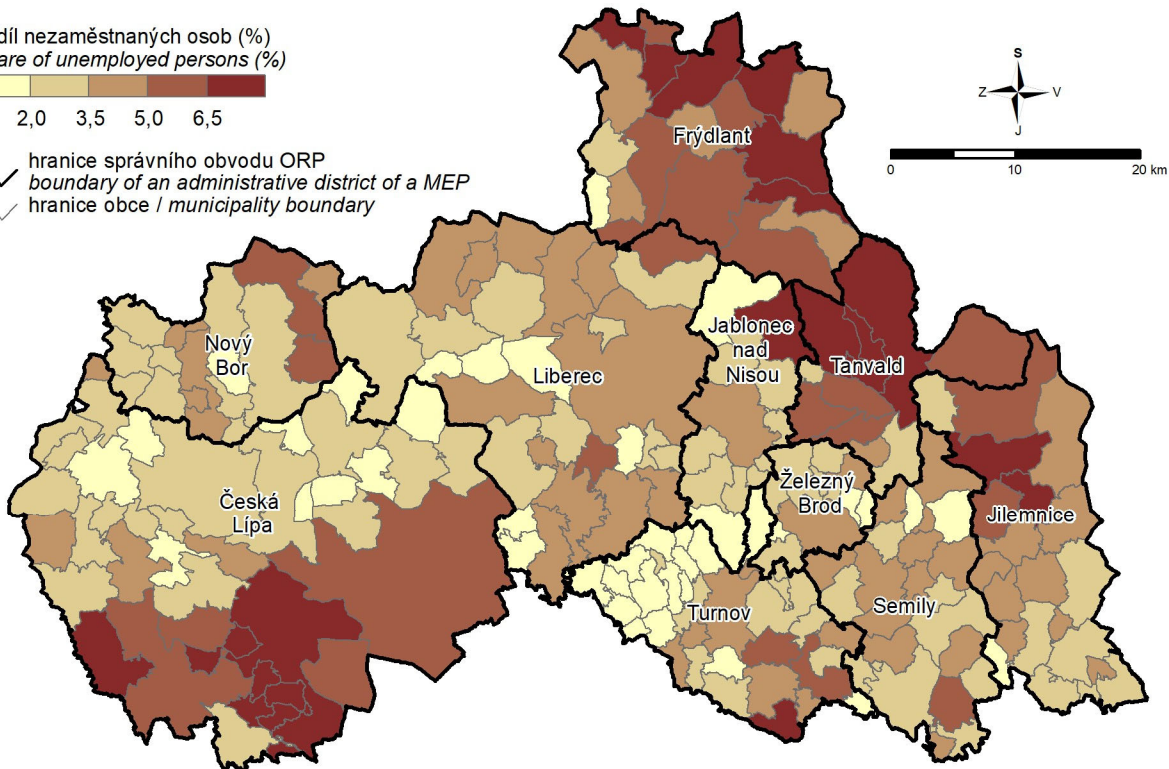 díl nezaměstnaných osob (%)
are of unemployed persons (%)
2,0 3,5 5,0 6,5
hranice správního obvodu ORP
boundary of an administrative district of a MEP
hranice obce / municipality boundary
S
Z V
J
0 10 20 km
Frýdlant
Nový
Bor
Liberec
Jablonec
nad
Nisou
Tanvald
Česká
Lípa
Železný
Brod
Jilemnice
Turnov
Semily